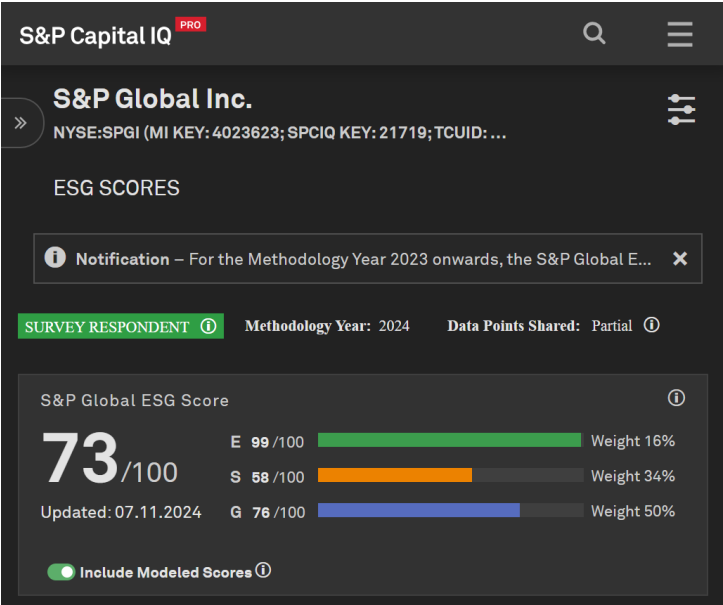 S&P Capital IQ PRO
S&P Global Inc.
NYSE:SPGI (MI KEY: 4023623; SPCIQ KEY: 21719; TCUID: ...
ESG SCORES
Notification – For the Methodology Year 2023 onwards, the S&P Global E... ×
SURVEY RESPONDENT Methodology Year: 2024 Data Points Shared: Partial
S&P Global ESG Score
73/100
E 99 /100 Weight 16%
S 58 /100 Weight 34%
G 76 /100 Weight 50%
Updated: 07.11.2024
Include Modeled Scores